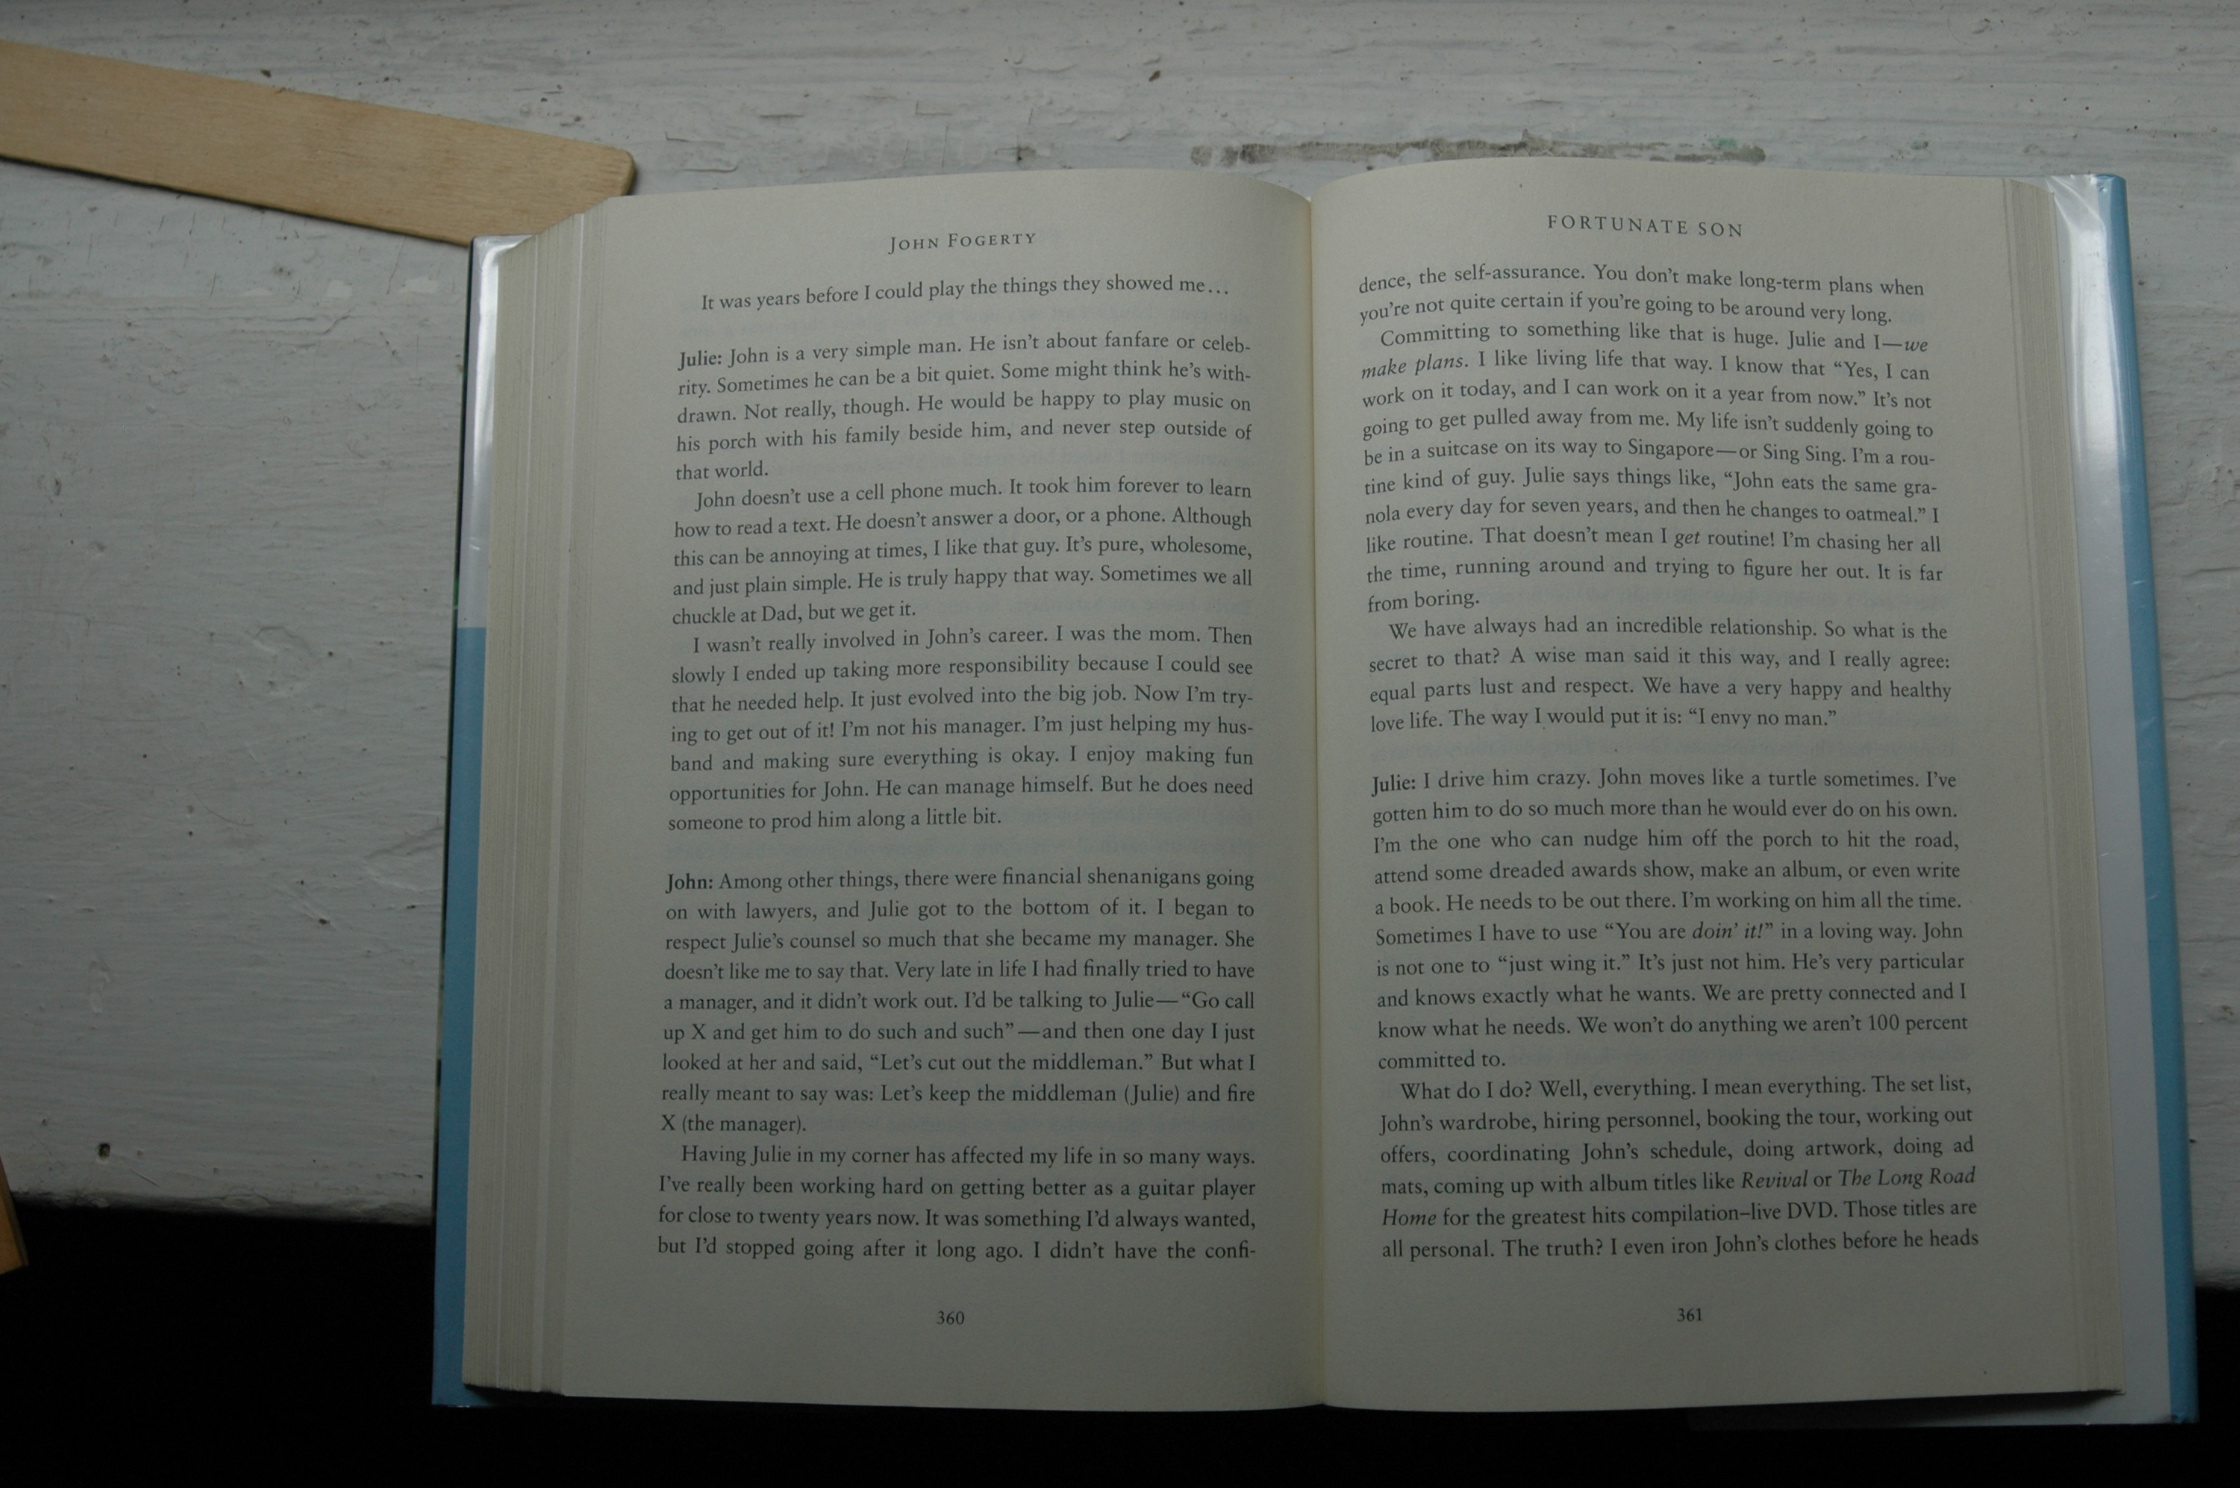 JOHN FOGERTY
It was years before I could play the things they showed me...
Julie: John is a very simple man. He isn't about fanfare or celeb-
rity. Sometimes he can be a bit quiet. Some might think he's with-
drawn. Not really, though. He would be happy to play music on
his porch with his family beside him, and never step outside of
that world.
John doesn't use a cell phone much. It took him forever to learn
how to read a text. He doesn't answer a door, or a phone. Although
this can be annoying at times, I like that guy. It's pure, wholesome,
and just plain simple. He is truly happy that way. Sometimes we all
chuckle at Dad, but we get it.
I wasn't really involved in John's career. I was the mom. Then
slowly I ended up taking more responsibility because I could see
that he needed help. It just evolved into the big job. Now I'm try-
ing to get out of it! I'm not his manager. I'm just helping my hus-
band and making sure everything is okay. I enjoy making fun
opportunities for John. He can manage himself. But he does need
someone to prod him along a little bit.
John: Among other things, there were financial shenanigans going
on with lawyers, and Julie got to the bottom of it. I began to
respect Julie's counsel so much that she became my manager. She
doesn't like me to say that. Very late in life I had finally tried to have
a manager, and it didn't work out. I'd be talking to Julie—“Go call
up X and get him to do such and such”—and then one day I just
looked at her and said, “Let's cut out the middleman.” But what I
really meant to say was: Let's keep the middleman (Julie) and fire
X (the manager).
Having Julie in my corner has affected my life in so many ways.
I've really been working hard on getting better as a guitar player
for close to twenty years now. It was something I'd always wanted,
but I'd stopped going after it long ago. I didn't have the confi-
360
FORTUNATE SON
dence, the self-assurance. You don't make long-term plans when
you're not quite certain if you're going to be around very long.
Committing to something like that is huge. Julie and I—we
make plans. I like living life that way. I know that “Yes, I can
work on it today, and I can work on it a year from now.” It's not
going to get pulled away from me. My life isn't suddenly going to
be in a suitcase on its way to Singapore—or Sing Sing. I'm a rou-
tine kind of guy. Julie says things like, “John eats the same gra-
nola every day for seven years, and then he changes to oatmeal.” I
like routine. That doesn't mean I get routine! I'm chasing her all
the time, running around and trying to figure her out. It is far
from boring.
We have always had an incredible relationship. So what is the
secret to that? A wise man said it this way, and I really agree:
equal parts lust and respect. We have a very happy and healthy
love life. The way I would put it is: “I envy no man.”
Julie: I drive him crazy. John moves like a turtle sometimes. I've
gotten him to do so much more than he would ever do on his own.
I'm the one who can nudge him off the porch to hit the road,
attend some dreaded awards show, make an album, or even write
a book. He needs to be out there. I'm working on him all the time.
Sometimes I have to use “You are doin' it!” in a loving way. John
is not one to “just wing it.” It's just not him. He's very particular
and knows exactly what he wants. We are pretty connected and I
know what he needs. We won't do anything we aren't 100 percent
committed to.
What do I do? Well, everything. I mean everything. The set list,
John's wardrobe, hiring personnel, booking the tour, working out
offers, coordinating John's schedule, doing artwork, doing ad
mats, coming up with album titles like Revival or The Long Road
Home for the greatest hits compilation–live DVD. Those titles are
all personal. The truth? I even iron John's clothes before he heads
361